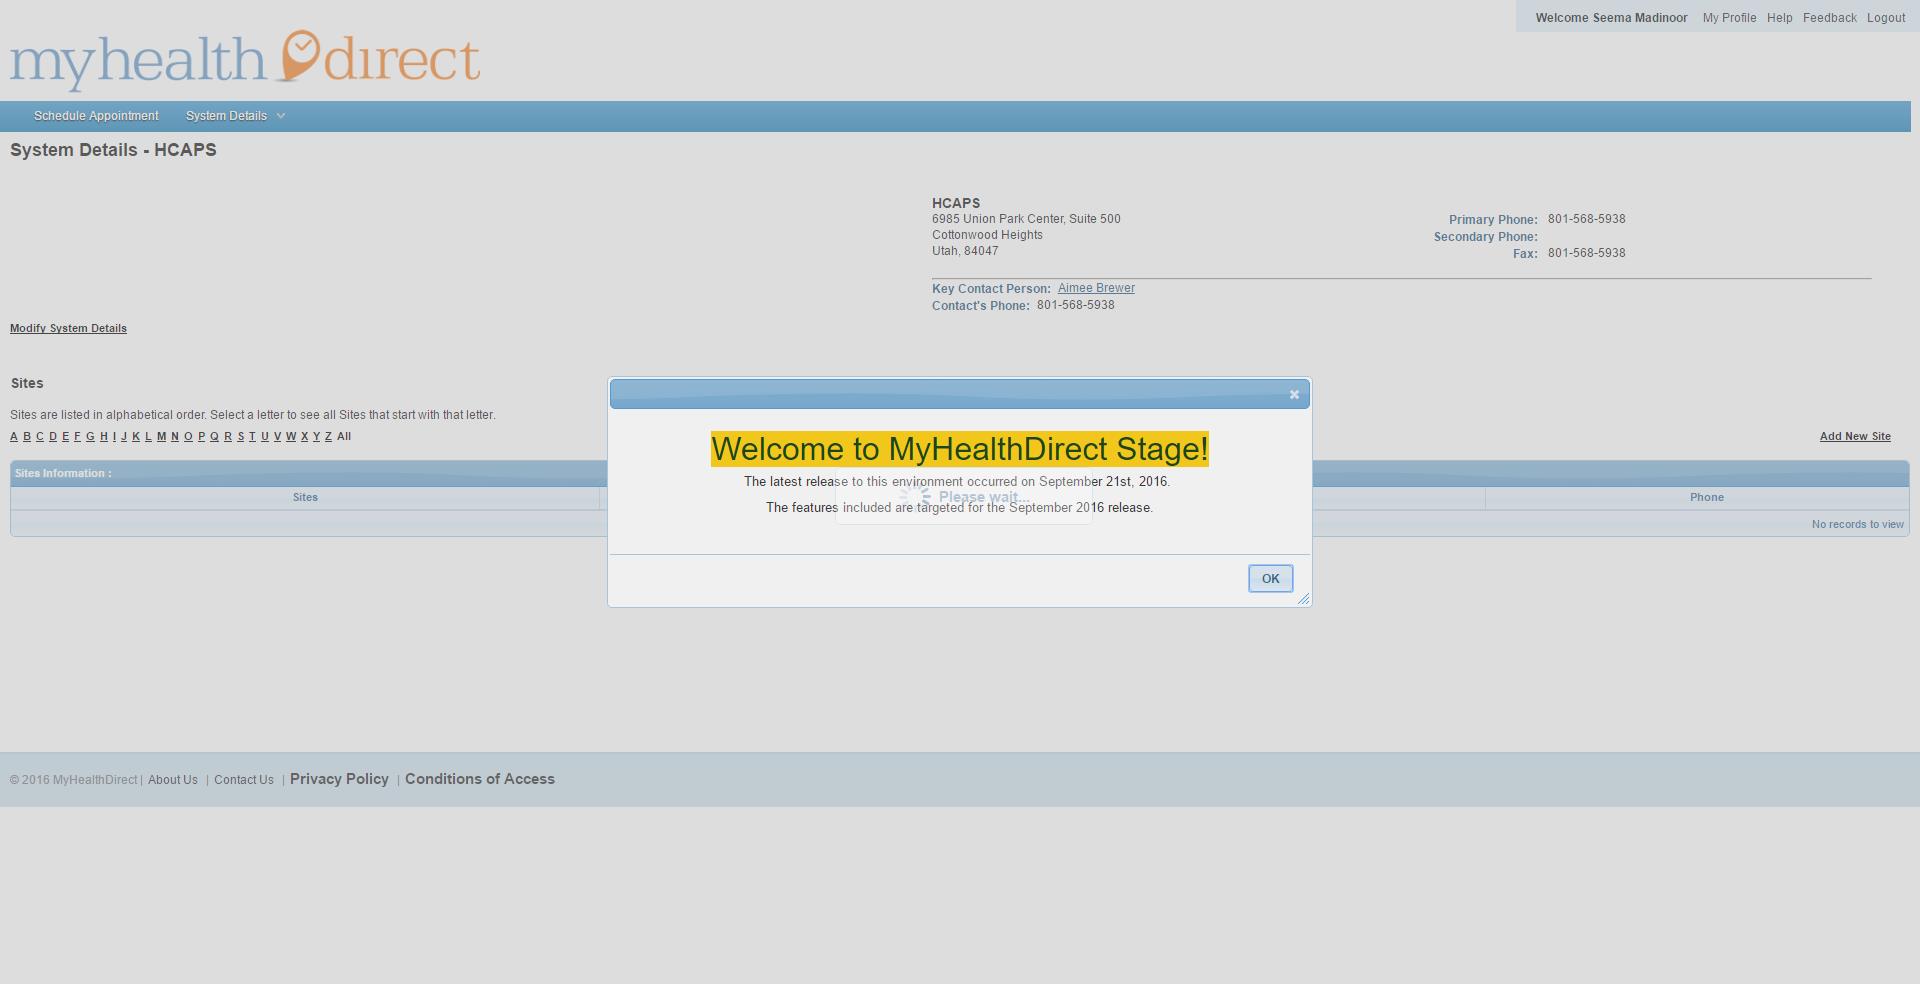 Welcome Seema Madinoor My Profile Help Feedback Logout
myhealth direct
Schedule Appointment System Details
System Details - HCAPS
HCAPS
6985 Union Park Center, Suite 500
Cottonwood Heights
Utah, 84047
Primary Phone: 801-568-5938
Secondary Phone:
Fax: 801-568-5938
Key Contact Person: Aimee Brewer
Contact's Phone: 801-568-5938
Modify System Details
Sites
Sites are listed in alphabetical order. Select a letter to see all Sites that start with that letter.
A B C D E F G H I J K L M N O P Q R S T U V W X Y Z All
Add New Site
Sites Information :
Sites Phone
No records to view
Welcome to MyHealthDirect Stage!
The latest release to this environment occurred on September 21st, 2016.
Please wait...
The features included are targeted for the September 2016 release.
OK
© 2016 MyHealthDirect | About Us | Contact Us | Privacy Policy | Conditions of Access